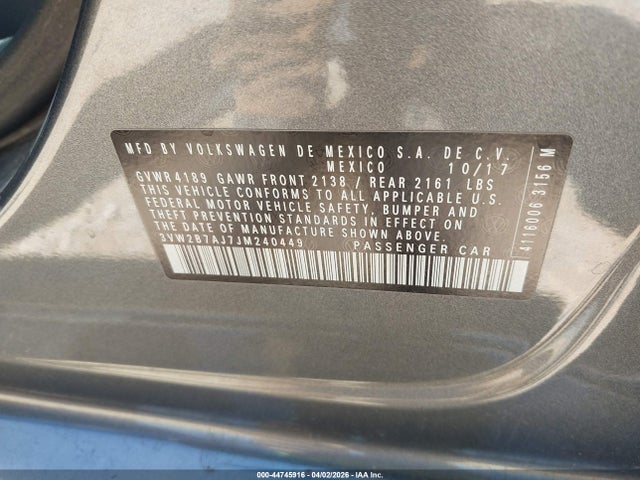 MFD BY VOLKSWAGEN DE MEXICO S.A. DE C.V.
MEXICO 10/17
GVWR 4189 GAWR FRONT 2138 / REAR 2161 LBS
THIS VEHICLE CONFORMS TO ALL APPLICABLE U.S.
FEDERAL MOTOR VEHICLE SAFETY, BUMPER AND
THEFT PREVENTION STANDARDS IN EFFECT ON
THE DATE OF MANUFACTURE SHOWN ABOVE.
3VW2B7AJ7JM240449 PASSENGER CAR
4116006 3156 M
000-44745916 - 04/02/2026 - IAA Inc.